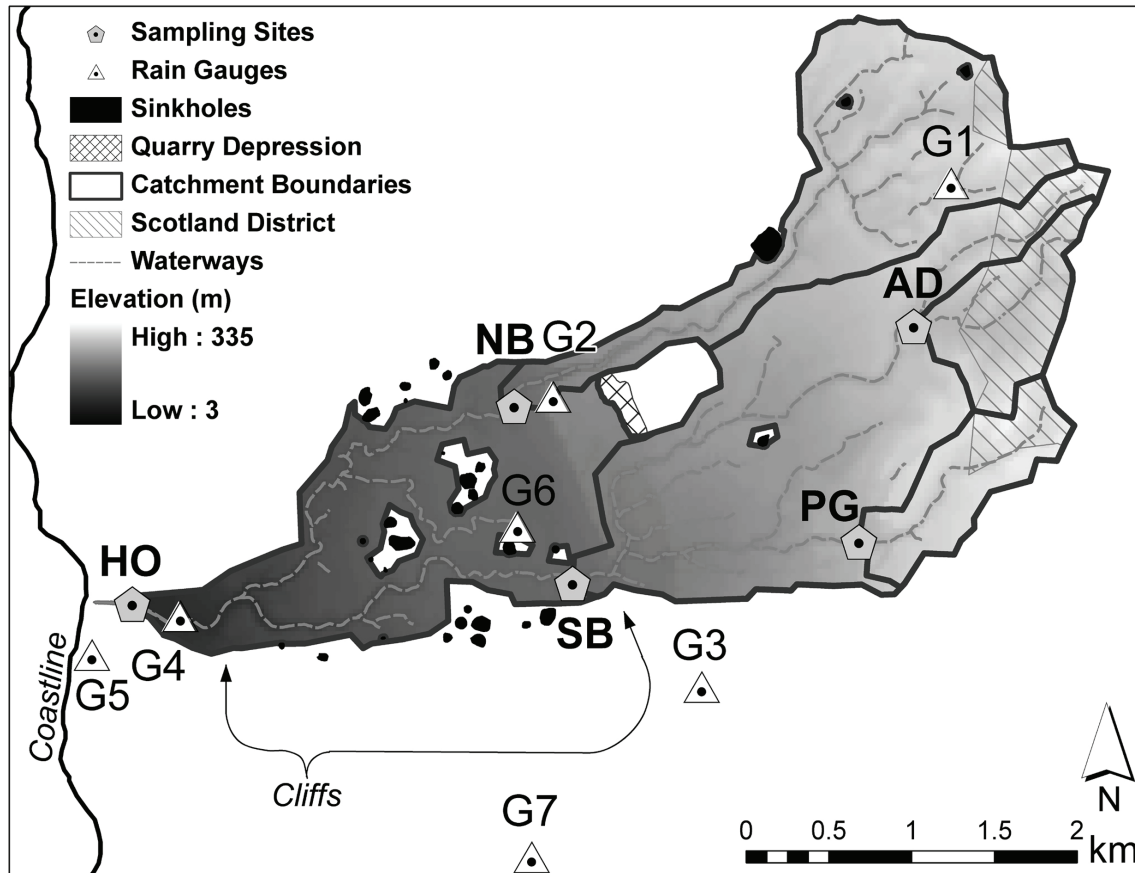 Sampling Sites
Rain Gauges
Sinkholes
Quarry Depression
Catchment Boundaries
Scotland District
Waterways
Elevation (m)
High : 335
Low : 3
G1
AD
NB
G2
G6
PG
HO
SB
G4
G5
G3
Coastline
Cliffs
G7
N
0 0.5 1 1.5 2
km